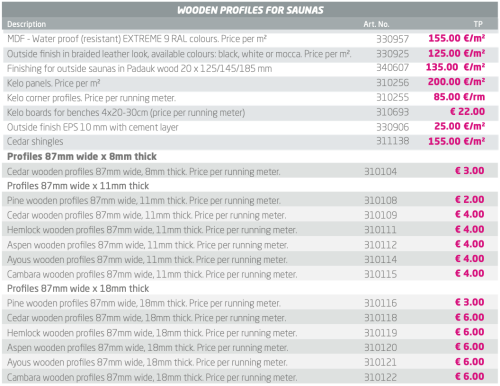 WOODEN PROFILES FOR SAUNAS
Description Art. No. TP
MDF - Water proof (resistant) EXTREME 9 RAL colours. Price per m² 330957 155.00 €/m²
Outside finish in braided leather look, available colours: black, white or mocca. Price per m². 330925 125.00 €/m²
Finishing for outside saunas in Padauk wood 20 x 125/145/185 mm 340607 135.00 €/m²
Kelo panels. Price per m² 310256 200.00 €/m²
Kelo corner profiles. Price per running meter. 310255 85.00 €/rm
Kelo boards for benches 4x20-30cm (price per running meter) 310693 € 22.00
Outside finish EPS 10 mm with cement layer 330906 25.00 €/m²
Cedar shingles 311138 155.00 €/m²
Profiles 87mm wide x 8mm thick
Cedar wooden profiles 87mm wide, 8mm thick. Price per running meter. 310104 € 3.00
Profiles 87mm wide x 11mm thick
Pine wooden profiles 87mm wide, 11mm thick. Price per running meter. 310108 € 2.00
Cedar wooden profiles 87mm wide, 11mm thick. Price per running meter. 310109 € 4.00
Hemlock wooden profiles 87mm wide, 11mm thick. Price per running meter. 310111 € 4.00
Aspen wooden profiles 87mm wide, 11mm thick. Price per running meter. 310112 € 4.00
Ayous wooden profiles 87mm wide, 11mm thick. Price per running meter. 310114 € 4.00
Cambara wooden profiles 87mm wide, 11mm thick. Price per running meter. 310115 € 4.00
Profiles 87mm wide x 18mm thick
Pine wooden profiles 87mm wide, 18mm thick. Price per running meter. 310116 € 3.00
Cedar wooden profiles 87mm wide, 18mm thick. Price per running meter. 310118 € 6.00
Hemlock wooden profiles 87mm wide, 18mm thick. Price per running meter. 310119 € 6.00
Aspen wooden profiles 87mm wide, 18mm thick. Price per running meter. 310120 € 6.00
Ayous wooden profiles 87mm wide, 18mm thick. Price per running meter. 310121 € 6.00
Cambara wooden profiles 87mm wide, 18mm thick. Price per running meter. 310122 € 6.00